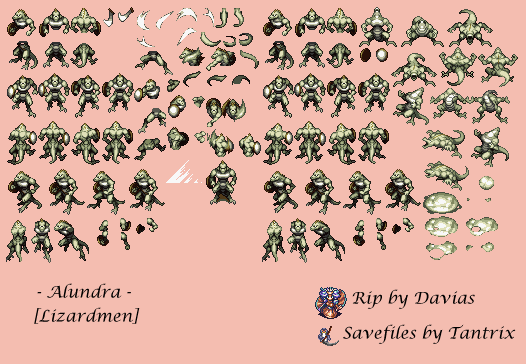 - Alundra -
[Lizardmen]
Rip by Davias
Savefiles by Tantrix